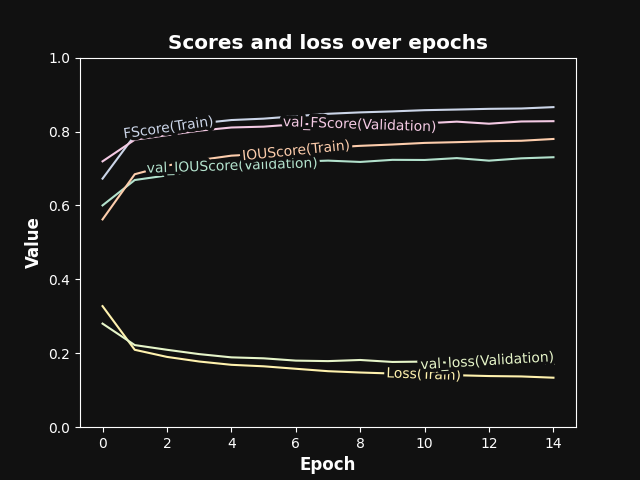 Scores and loss over epochs
1.0
0.8
0.6
0.4
0.2
0.0
Value
FScore(Train)
val_FScore(Validation)
IOUScore(Train)
val_IOUScore(Validation)
val_loss(Validation)
Loss(Train)
0 2 4 6 8 10 12 14
Epoch